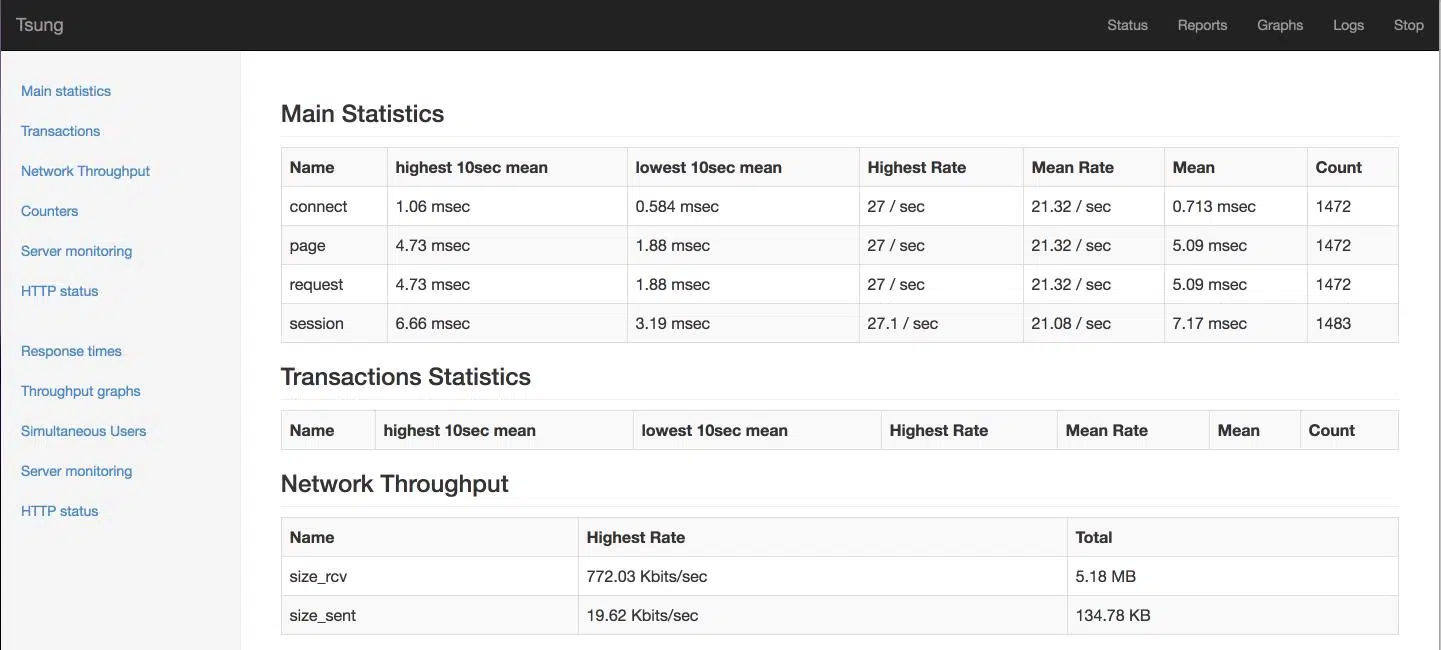 Tsung Status Reports Graphs Logs Stop
Main statistics
Transactions
Network Throughput
Counters
Server monitoring
HTTP status
Response times
Throughput graphs
Simultaneous Users
Server monitoring
HTTP status
Main Statistics
Name highest 10sec mean lowest 10sec mean Highest Rate Mean Rate Mean Count
connect 1.06 msec 0.584 msec 27 / sec 21.32 / sec 0.713 msec 1472
page 4.73 msec 1.88 msec 27 / sec 21.32 / sec 5.09 msec 1472
request 4.73 msec 1.88 msec 27 / sec 21.32 / sec 5.09 msec 1472
session 6.66 msec 3.19 msec 27.1 / sec 21.08 / sec 7.17 msec 1483
Transactions Statistics
Name highest 10sec mean lowest 10sec mean Highest Rate Mean Rate Mean Count
Network Throughput
Name Highest Rate Total
size_rcv 772.03 Kbits/sec 5.18 MB
size_sent 19.62 Kbits/sec 134.78 KB